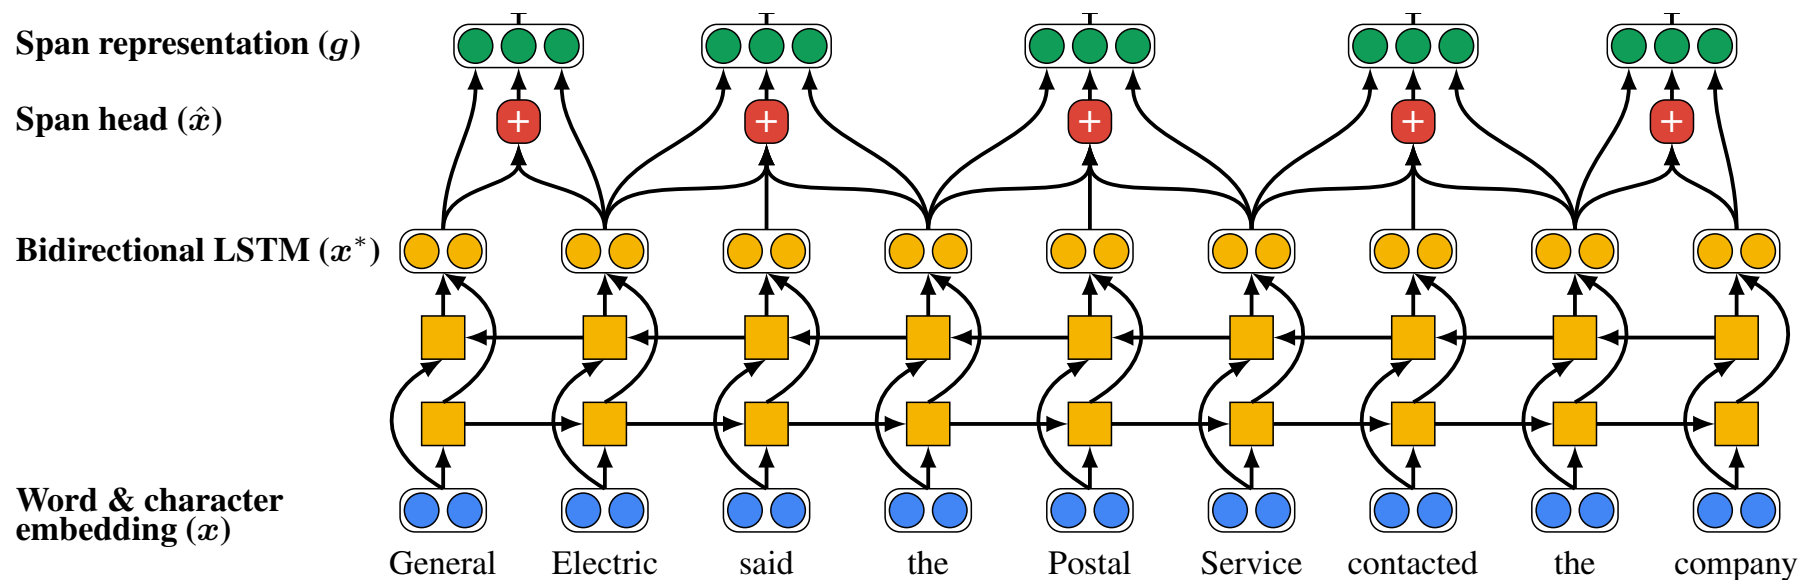 Span representation (g)
Span head (x̂)
+ + + + +
Bidirectional LSTM (x*)
Word & character
embedding (x)
General Electric said the Postal Service contacted the company